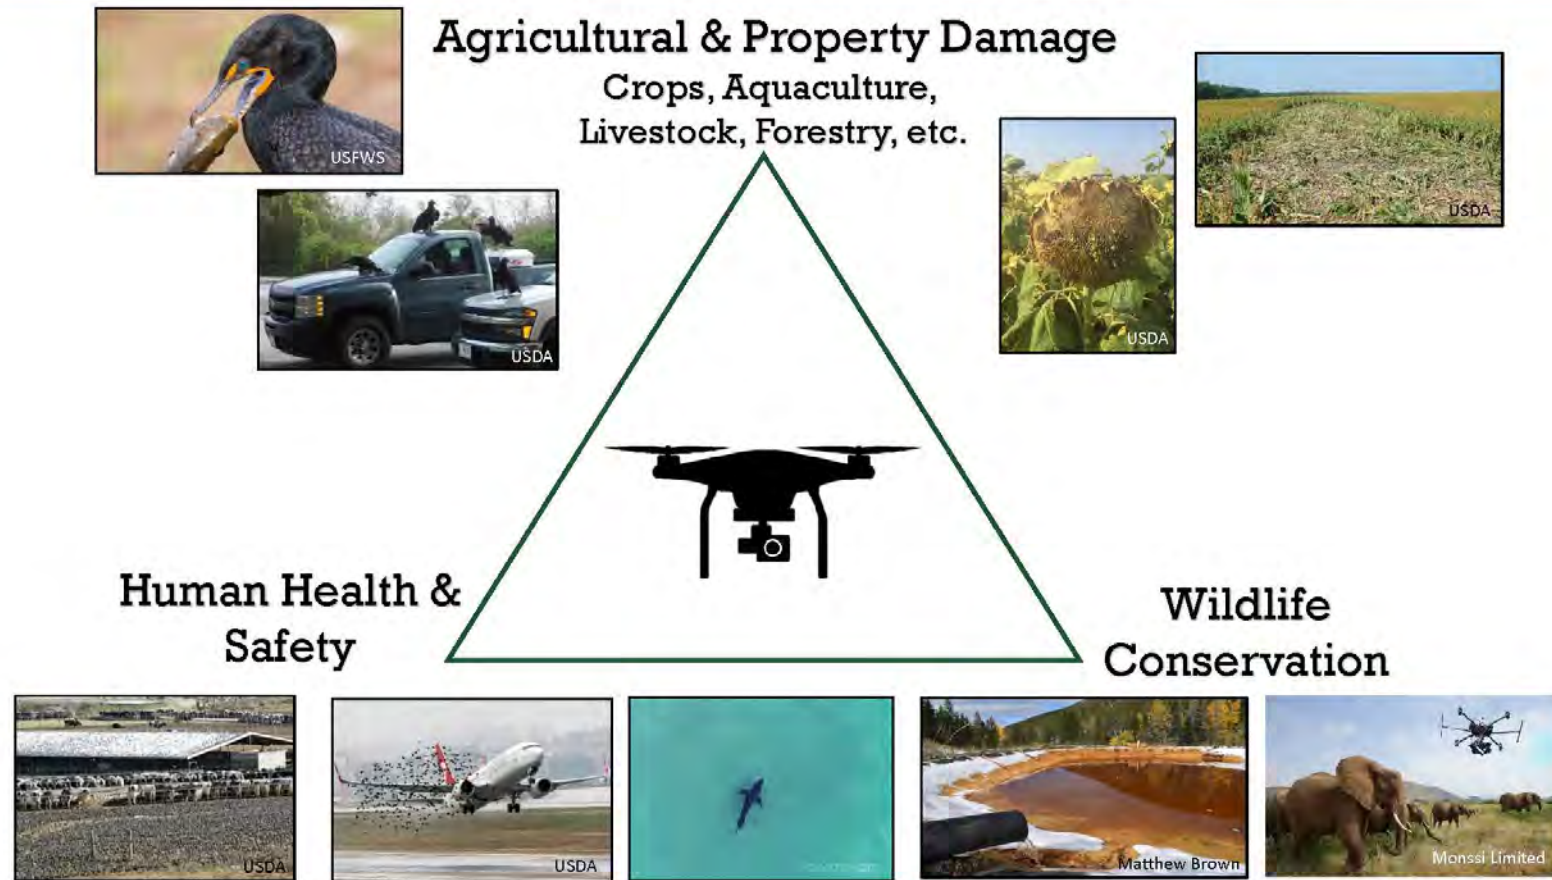 Agricultural & Property Damage
Crops, Aquaculture,
Livestock, Forestry, etc.
USFWS
USDA
USDA
USDA
Human Health &
Safety
Wildlife
Conservation
USDA
USDA
Matthew Brown
Monssi Limited